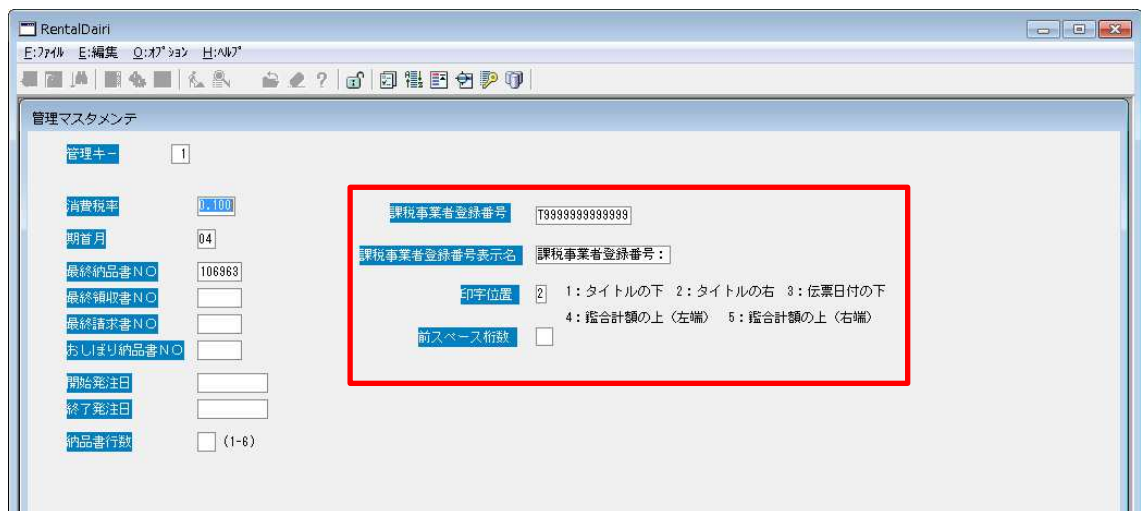 RentalDairi
F:ﾌｧｲﾙ E:編集 O:ｵﾌﾟｼｮﾝ H:ﾍﾙﾌﾟ
管理マスタメンテ
管理キー 1
消費税率 0.100
期首月 04
最終納品書NO 106963
最終領収書NO
最終請求書NO
おしぼり納品書NO
開始発注日
終了発注日
納品書行数 (1-6)
課税事業者登録番号 T9999999999999
課税事業者登録番号表示名 課税事業者登録番号：
印字位置 2 1：タイトルの下 2：タイトルの右 3：伝票日付の下
4：鑑合計額の上（左端） 5：鑑合計額の上（右端）
前スペース桁数